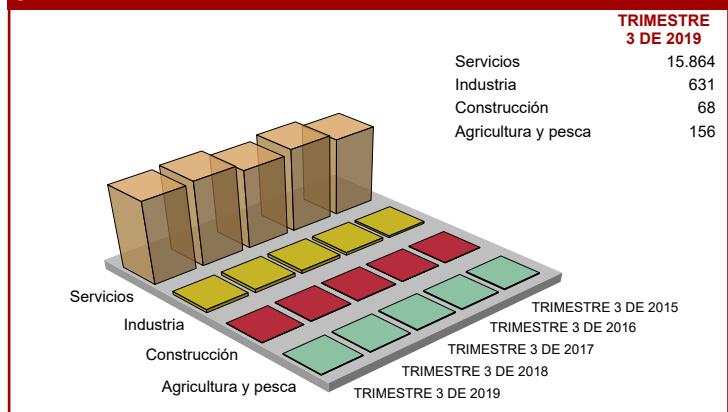 TRIMESTRE
3 DE 2019
Servicios 15.864
Industria 631
Construcción 68
Agricultura y pesca 156
Servicios
Industria
Construcción
Agricultura y pesca
TRIMESTRE 3 DE 2015
TRIMESTRE 3 DE 2016
TRIMESTRE 3 DE 2017
TRIMESTRE 3 DE 2018
TRIMESTRE 3 DE 2019